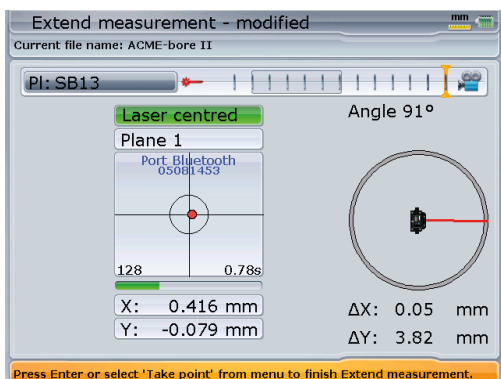 Extend measurement - modified
mm
Current file name: ACME-bore II
Pl: SB13
Laser centred
Angle 91°
Plane 1
Port Bluetooth
05081453
128 0.78s
X: 0.416 mm
Y: -0.079 mm
ΔX: 0.05 mm
ΔY: 3.82 mm
Press Enter or select 'Take point' from menu to finish Extend measurement.